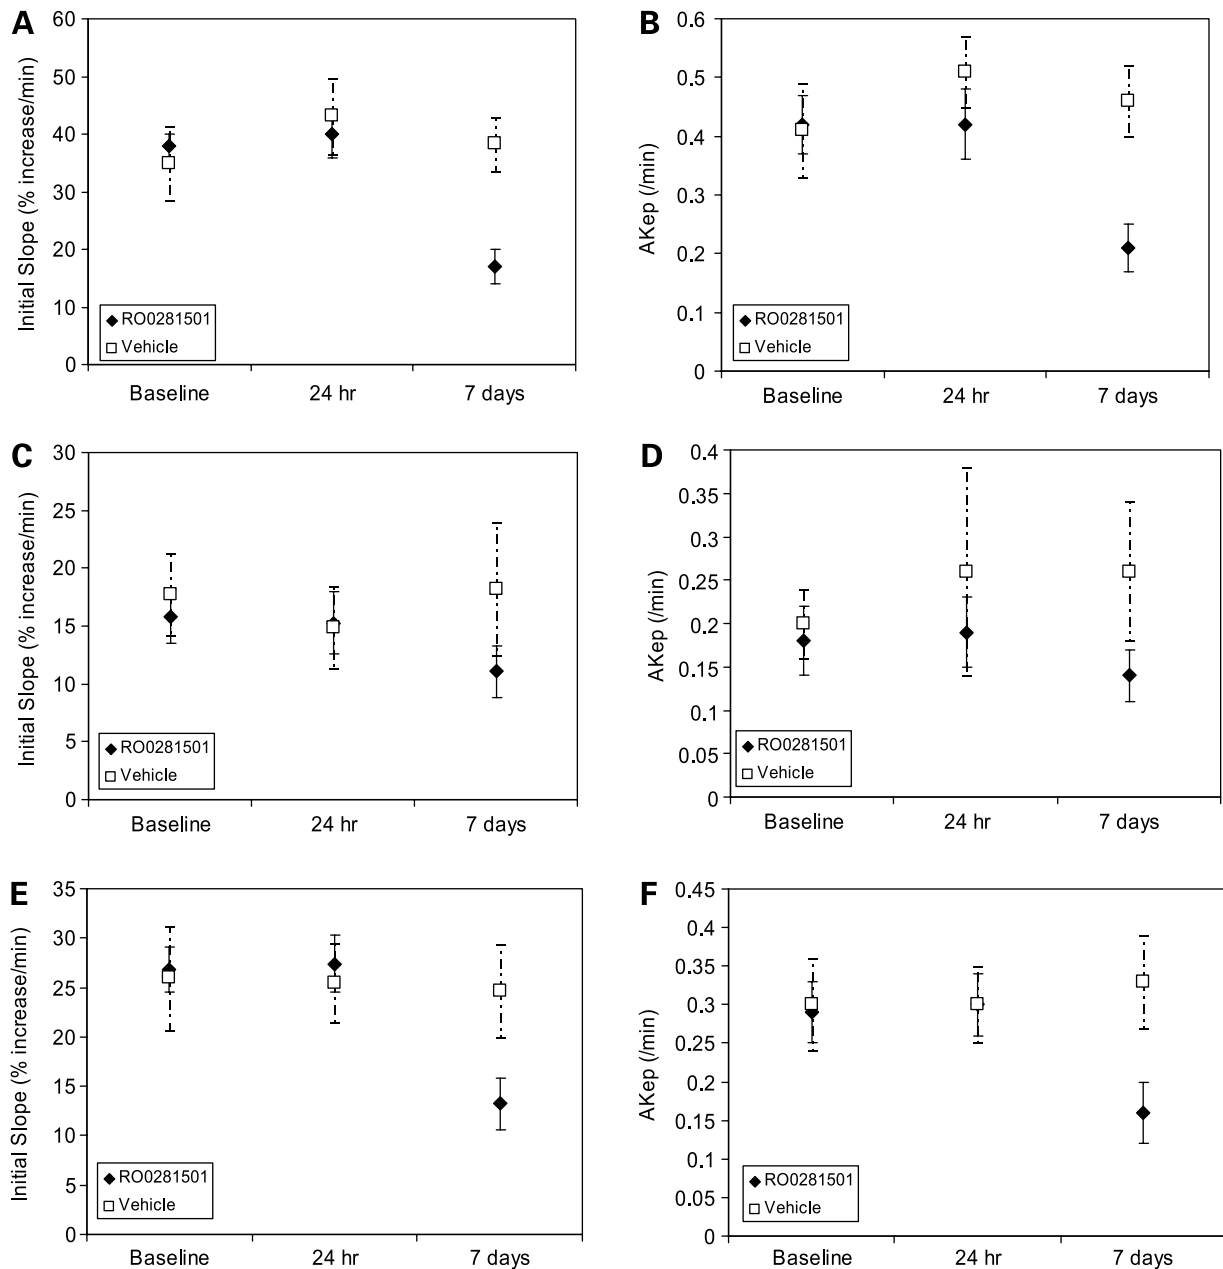 A
Initial Slope (% increase/min)
60
50
40
30
20
10
0
RO0281501
Vehicle
Baseline 24 hr 7 days
B
AKep (/min)
0.6
0.5
0.4
0.3
0.2
0.1
0
RO0281501
Vehicle
Baseline 24 hr 7 days
C
Initial Slope (% increase/min)
30
25
20
15
10
5
0
RO0281501
Vehicle
Baseline 24 hr 7 days
D
AKep (/min)
0.4
0.35
0.3
0.25
0.2
0.15
0.1
0.05
0
RO0281501
Vehicle
Baseline 24 hr 7 days
E
Initial Slope (% increase/min)
35
30
25
20
15
10
5
0
RO0281501
Vehicle
Baseline 24 hr 7 days
F
AKep (/min)
0.45
0.4
0.35
0.3
0.25
0.2
0.15
0.1
0.05
0
RO0281501
Vehicle
Baseline 24 hr 7 days